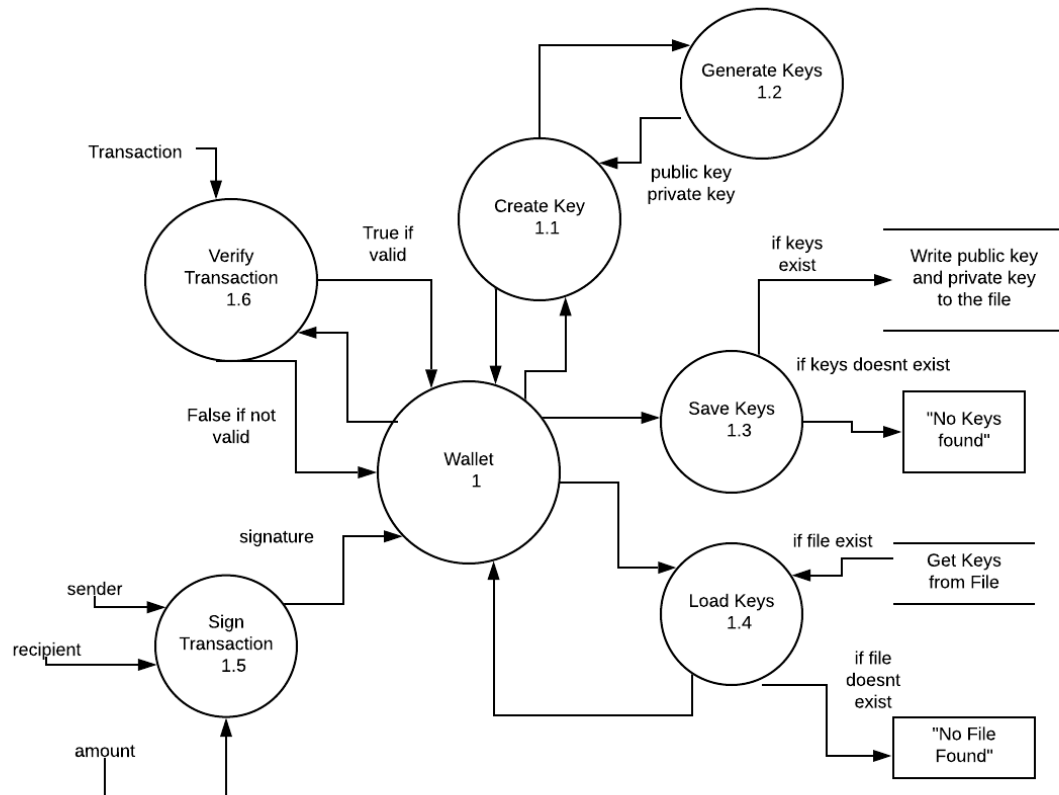 Generate Keys
1.2
Transaction
public key
private key
Create Key
1.1
True if
valid
Verify
Transaction
1.6
if keys
exist
Write public key
and private key
to the file
if keys doesnt exist
False if not
valid
Save Keys
1.3
"No Keys
found"
Wallet
1
signature
if file exist
Get Keys
from File
sender
Load Keys
1.4
Sign
Transaction
1.5
recipient
if file
doesnt
exist
amount
"No File
Found"